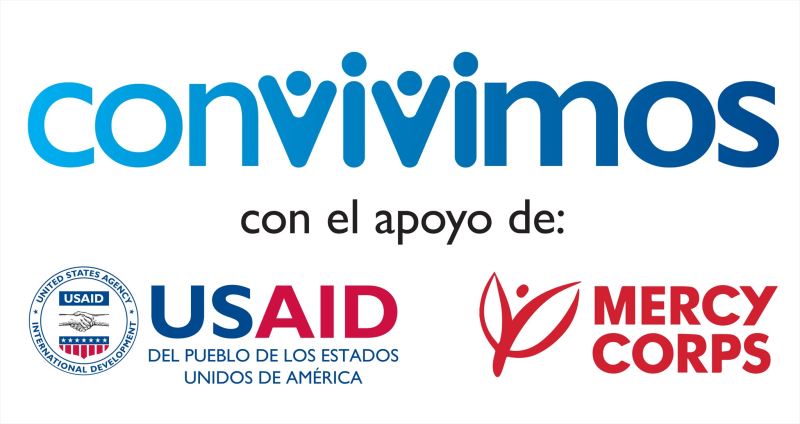 convivimos
con el apoyo de:
UNITED STATES AGENCY
USAID
INTERNATIONAL DEVELOPMENT
USAID
DEL PUEBLO DE LOS ESTADOS
UNIDOS DE AMÉRICA
MERCY
CORPS